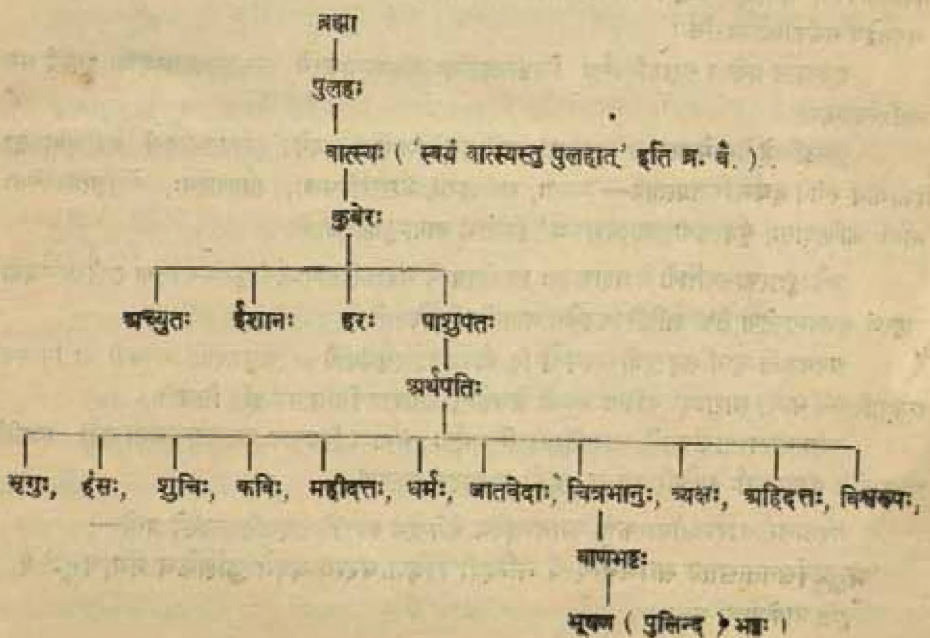 ब्रह्मा
पुलहः
वात्स्यः ( 'स्वयं वात्स्यस्तु पुलहात्' इति ब्र. वै. )
कुबेरः
अच्युतः ईशानः हरः पाशुपतः
अर्थपतिः
भृगुः, हंसः, शुचिः, कविः, महीदत्तः, धर्मः, जातवेदाः, चित्रभानुः, त्र्यक्षः, अहिदत्तः, विश्वरूपः,
बाणभट्टः
भूषण ( पुलिन्द ) भट्टः ।